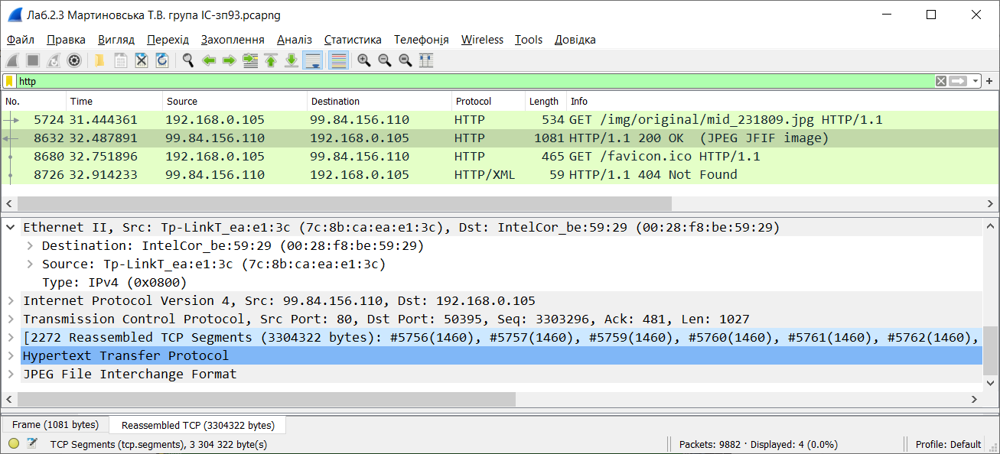 Лаб.2.3 Мартиновська Т.В. група ІС-зп93.pcapng
Файл Правка Вигляд Перехід Захоплення Аналіз Статистика Телефонія Wireless Tools Довідка
http
No. Time Source Destination Protocol Length Info
5724 31.444361 192.168.0.105 99.84.156.110 HTTP 534 GET /img/original/mid_231809.jpg HTTP/1.1
8632 32.487891 99.84.156.110 192.168.0.105 HTTP 1081 HTTP/1.1 200 OK (JPEG JFIF image)
8680 32.751896 192.168.0.105 99.84.156.110 HTTP 465 GET /favicon.ico HTTP/1.1
8726 32.914233 99.84.156.110 192.168.0.105 HTTP/XML 59 HTTP/1.1 404 Not Found
Ethernet II, Src: Tp-LinkT_ea:e1:3c (7c:8b:ca:ea:e1:3c), Dst: IntelCor_be:59:29 (00:28:f8:be:59:29)
Destination: IntelCor_be:59:29 (00:28:f8:be:59:29)
Source: Tp-LinkT_ea:e1:3c (7c:8b:ca:ea:e1:3c)
Type: IPv4 (0x0800)
Internet Protocol Version 4, Src: 99.84.156.110, Dst: 192.168.0.105
Transmission Control Protocol, Src Port: 80, Dst Port: 50395, Seq: 3303296, Ack: 481, Len: 1027
[2272 Reassembled TCP Segments (3304322 bytes): #5756(1460), #5757(1460), #5759(1460), #5760(1460), #5761(1460), #5762(1460),
Hypertext Transfer Protocol
JPEG File Interchange Format
Frame (1081 bytes) Reassembled TCP (3304322 bytes)
TCP Segments (tcp.segments), 3 304 322 byte(s) Packets: 9882 · Displayed: 4 (0.0%) Profile: Default